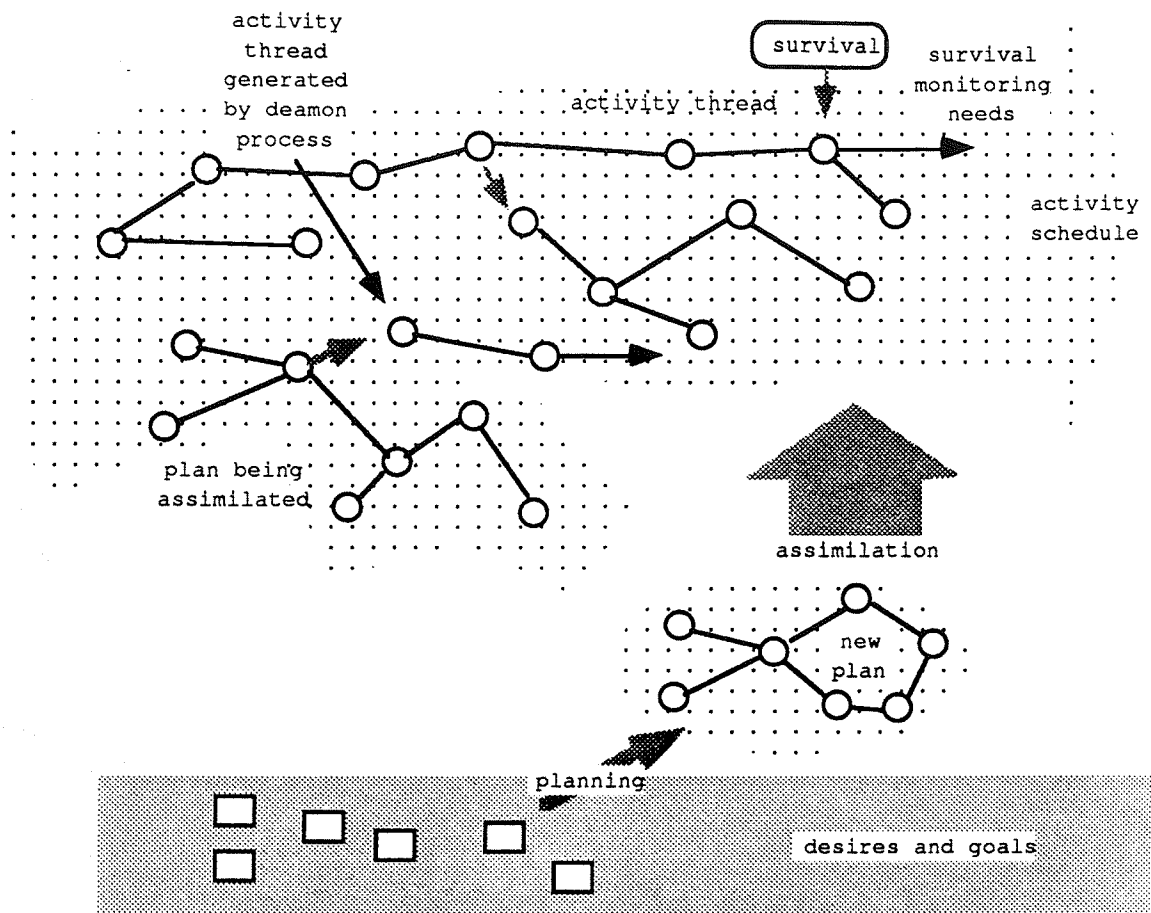 activity
thread
generated
by deamon
process
survival
activity thread
survival
monitoring
needs
activity
schedule
plan being
assimilated
assimilation
new
plan
planning
desires and goals